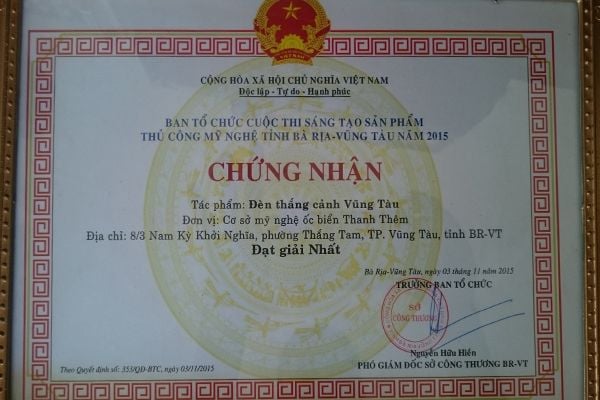 CỘNG HÒA XÃ HỘI CHỦ NGHĨA VIỆT NAM
Độc lập - Tự do - Hạnh phúc
BAN TỔ CHỨC CUỘC THI SÁNG TẠO SẢN PHẨM
THỦ CÔNG MỸ NGHỆ TỈNH BÀ RỊA-VŨNG TÀU NĂM 2015
CHỨNG NHẬN
Tác phẩm: Đèn thắng cảnh Vũng Tàu
Đơn vị: Cơ sở mỹ nghệ ốc biển Thanh Thêm
Địa chỉ: 8/3 Nam Kỳ Khởi Nghĩa, phường Thắng Tam, TP. Vũng Tàu, tỉnh BR-VT
Đạt giải Nhất
Bà Rịa-Vũng Tàu, ngày 03 tháng 11 năm 2015
TRƯỞNG BAN TỔ CHỨC
SỞ
CÔNG THƯƠNG
Nguyễn Hữu Hiền
PHÓ GIÁM ĐỐC SỞ CÔNG THƯƠNG BR-VT
Theo Quyết định số: 353/QĐ-BTC, ngày 03/11/2015